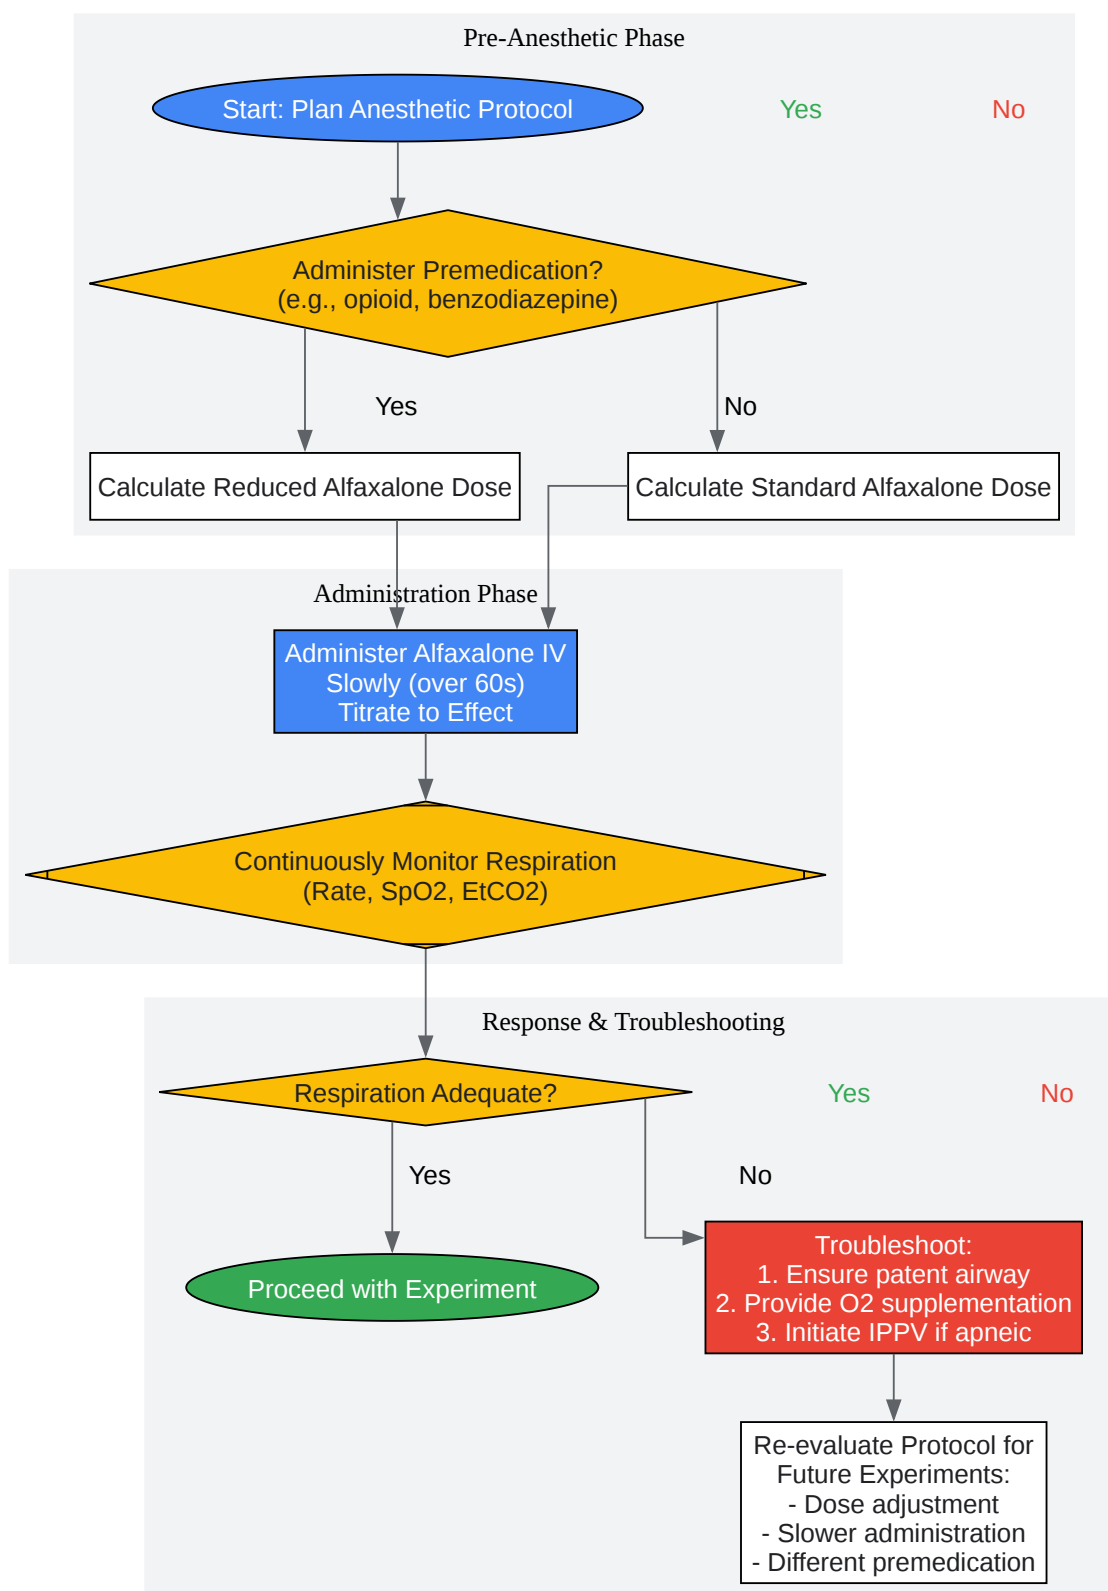 Pre-Anesthetic Phase
Start: Plan Anesthetic Protocol
Yes
No
Administer Premedication?
(e.g., opioid, benzodiazepine)
Yes
No
Calculate Reduced Alfaxalone Dose
Calculate Standard Alfaxalone Dose
Administration Phase
Administer Alfaxalone IV
Slowly (over 60s)
Titrate to Effect
Continuously Monitor Respiration
(Rate, SpO2, EtCO2)
Response & Troubleshooting
Respiration Adequate?
Yes
No
Yes
No
Proceed with Experiment
Troubleshoot:
1. Ensure patent airway
2. Provide O2 supplementation
3. Initiate IPPV if apneic
Re-evaluate Protocol for
Future Experiments:
- Dose adjustment
- Slower administration
- Different premedication